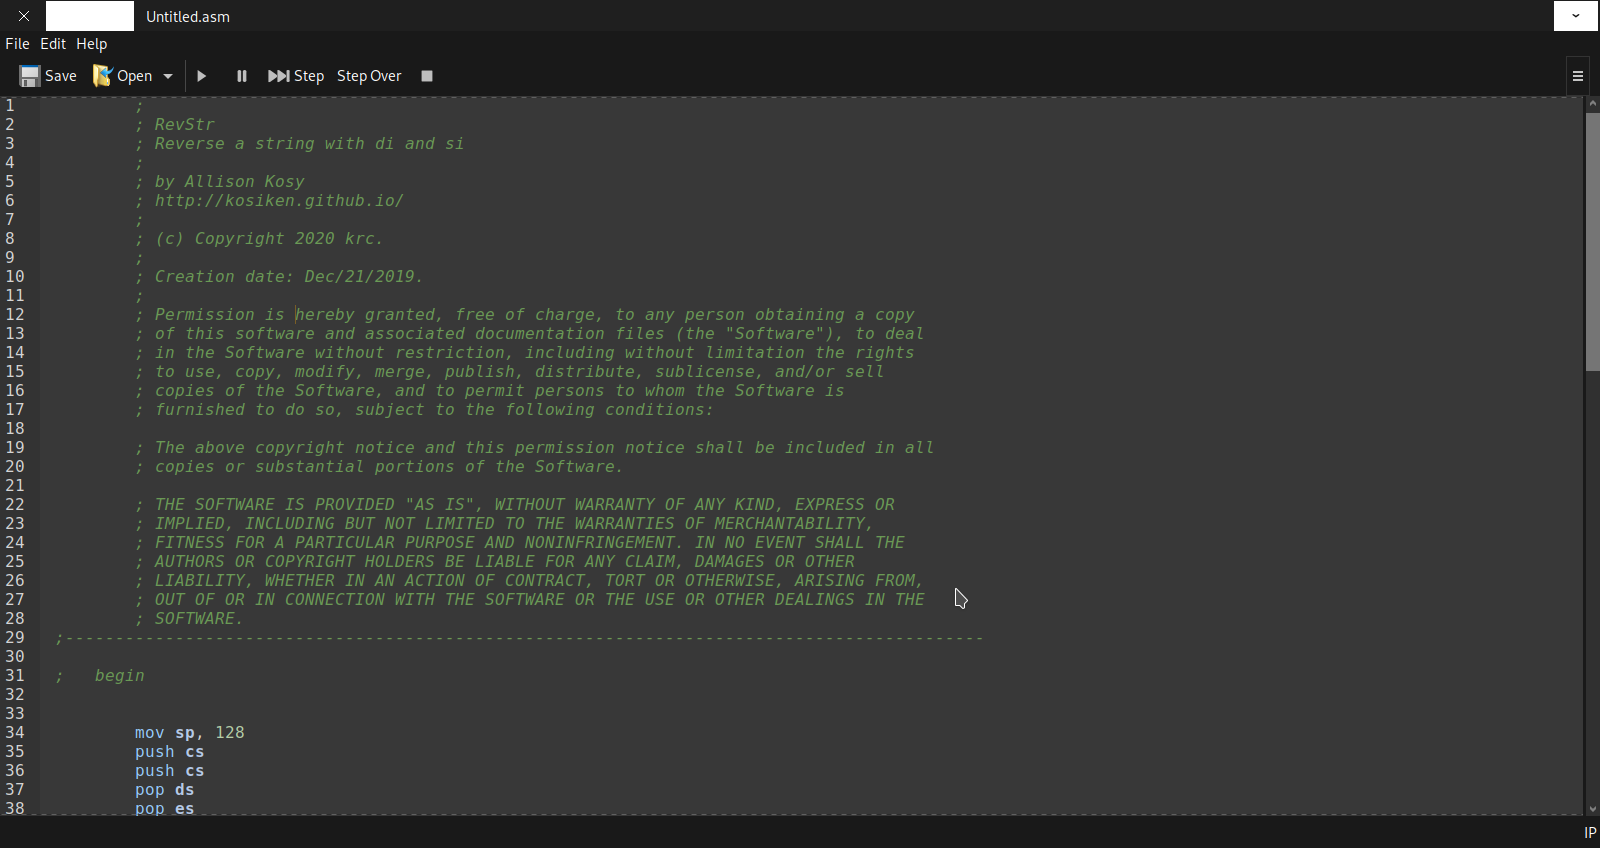 Untitled.asm
File Edit Help
Save Open Step Step Over
1 ;
2 ; RevStr
3 ; Reverse a string with di and si
4 ;
5 ; by Allison Kosy
6 ; http://kosiken.github.io/
7 ;
8 ; (c) Copyright 2020 krc.
9 ;
10 ; Creation date: Dec/21/2019.
11 ;
12 ; Permission is hereby granted, free of charge, to any person obtaining a copy
13 ; of this software and associated documentation files (the "Software"), to deal
14 ; in the Software without restriction, including without limitation the rights
15 ; to use, copy, modify, merge, publish, distribute, sublicense, and/or sell
16 ; copies of the Software, and to permit persons to whom the Software is
17 ; furnished to do so, subject to the following conditions:
18
19 ; The above copyright notice and this permission notice shall be included in all
20 ; copies or substantial portions of the Software.
21
22 ; THE SOFTWARE IS PROVIDED "AS IS", WITHOUT WARRANTY OF ANY KIND, EXPRESS OR
23 ; IMPLIED, INCLUDING BUT NOT LIMITED TO THE WARRANTIES OF MERCHANTABILITY,
24 ; FITNESS FOR A PARTICULAR PURPOSE AND NONINFRINGEMENT. IN NO EVENT SHALL THE
25 ; AUTHORS OR COPYRIGHT HOLDERS BE LIABLE FOR ANY CLAIM, DAMAGES OR OTHER
26 ; LIABILITY, WHETHER IN AN ACTION OF CONTRACT, TORT OR OTHERWISE, ARISING FROM,
27 ; OUT OF OR IN CONNECTION WITH THE SOFTWARE OR THE USE OR OTHER DEALINGS IN THE
28 ; SOFTWARE.
29 ;--------------------------------------------------------------------------------------------
30
31 ; begin
32
33
34 mov sp, 128
35 push cs
36 push cs
37 pop ds
38 pop es
IP